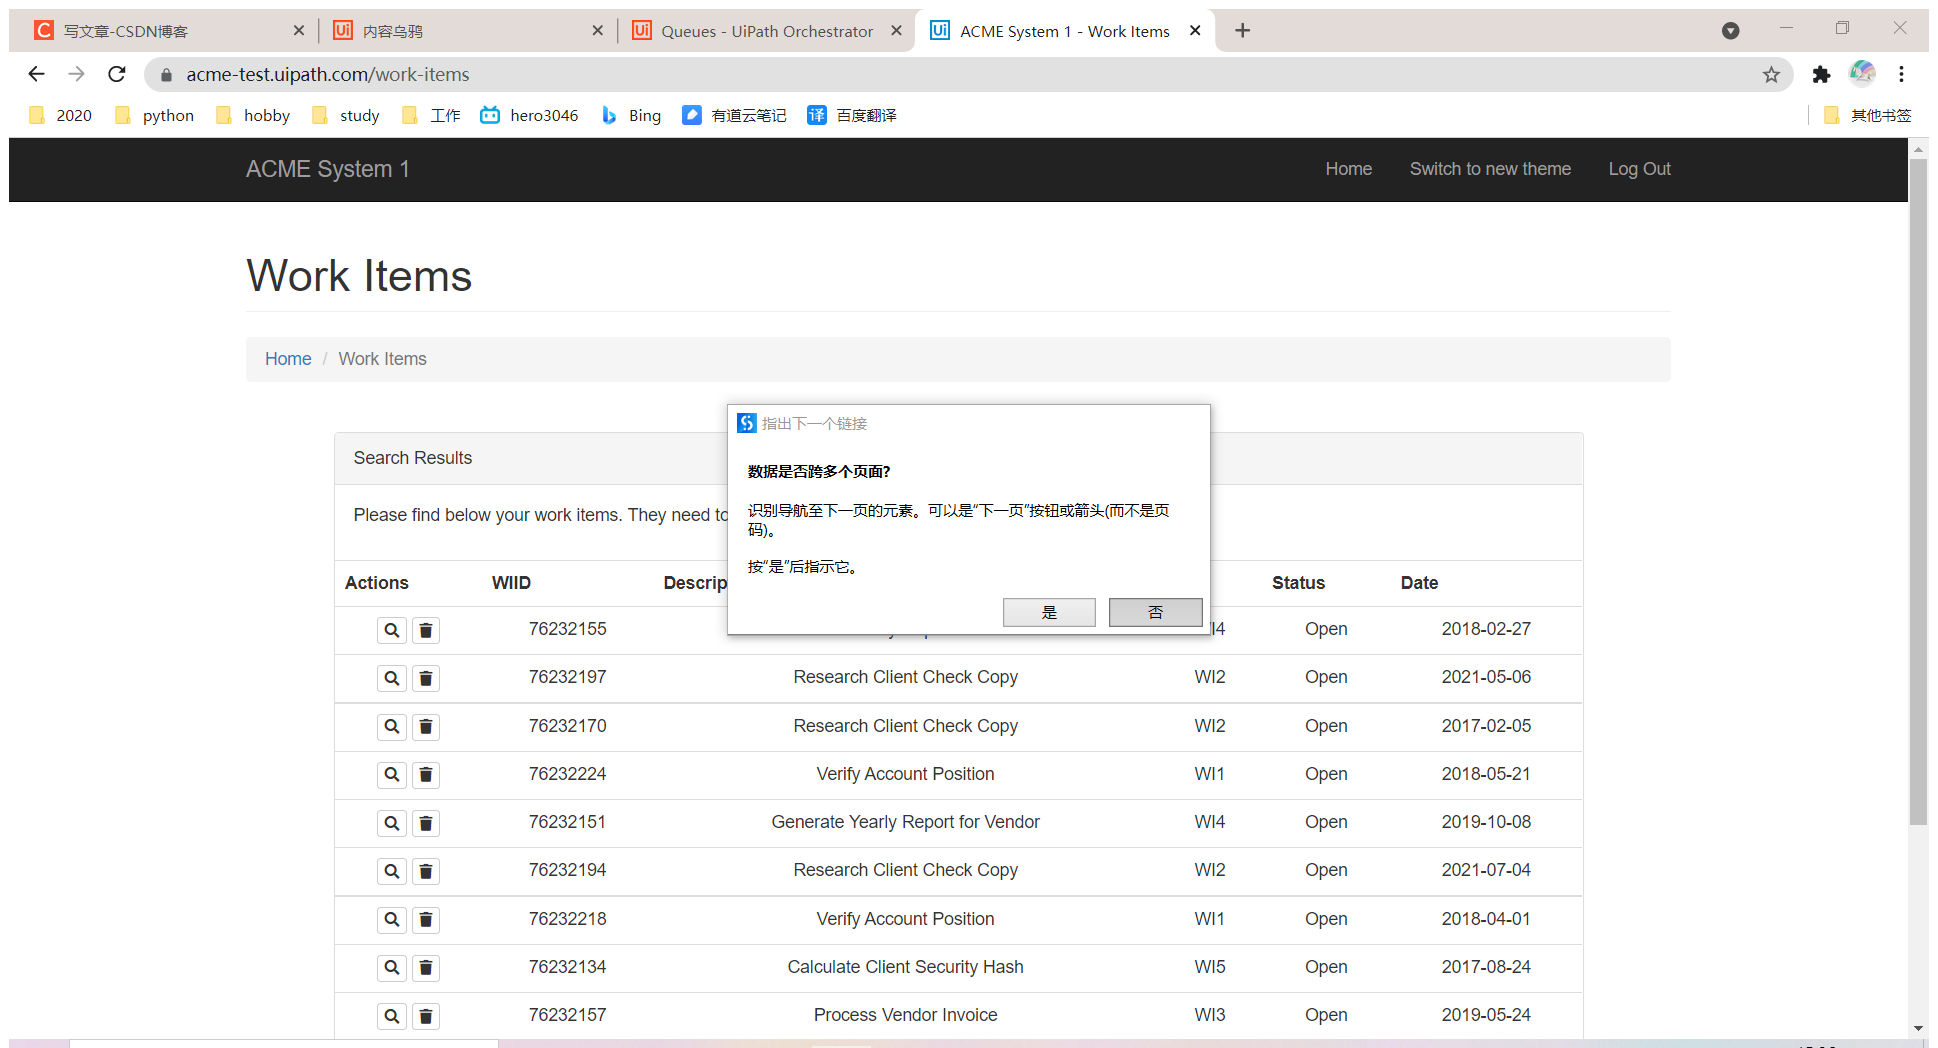 写文章-CSDN博客
内容乌鸦
Queues - UiPath Orchestrator
ACME System 1 - Work Items
acme-test.uipath.com/work-items
2020 python hobby study 工作 hero3046 Bing 有道云笔记 百度翻译 其他书签
ACME System 1 Home Switch to new theme Log Out
Work Items
Home / Work Items
指出下一个链接
数据是否跨多个页面?
识别导航至下一页的元素。可以是“下一页”按钮或箭头(而不是页
码)。
按“是”后指示它。
是 否
Search Results
Please find below your work items. They need to
Actions WIID Descrip Status Date
76232155 I4 Open 2018-02-27
76232197 Research Client Check Copy WI2 Open 2021-05-06
76232170 Research Client Check Copy WI2 Open 2017-02-05
76232224 Verify Account Position WI1 Open 2018-05-21
76232151 Generate Yearly Report for Vendor WI4 Open 2019-10-08
76232194 Research Client Check Copy WI2 Open 2021-07-04
76232218 Verify Account Position WI1 Open 2018-04-01
76232134 Calculate Client Security Hash WI5 Open 2017-08-24
76232157 Process Vendor Invoice WI3 Open 2019-05-24